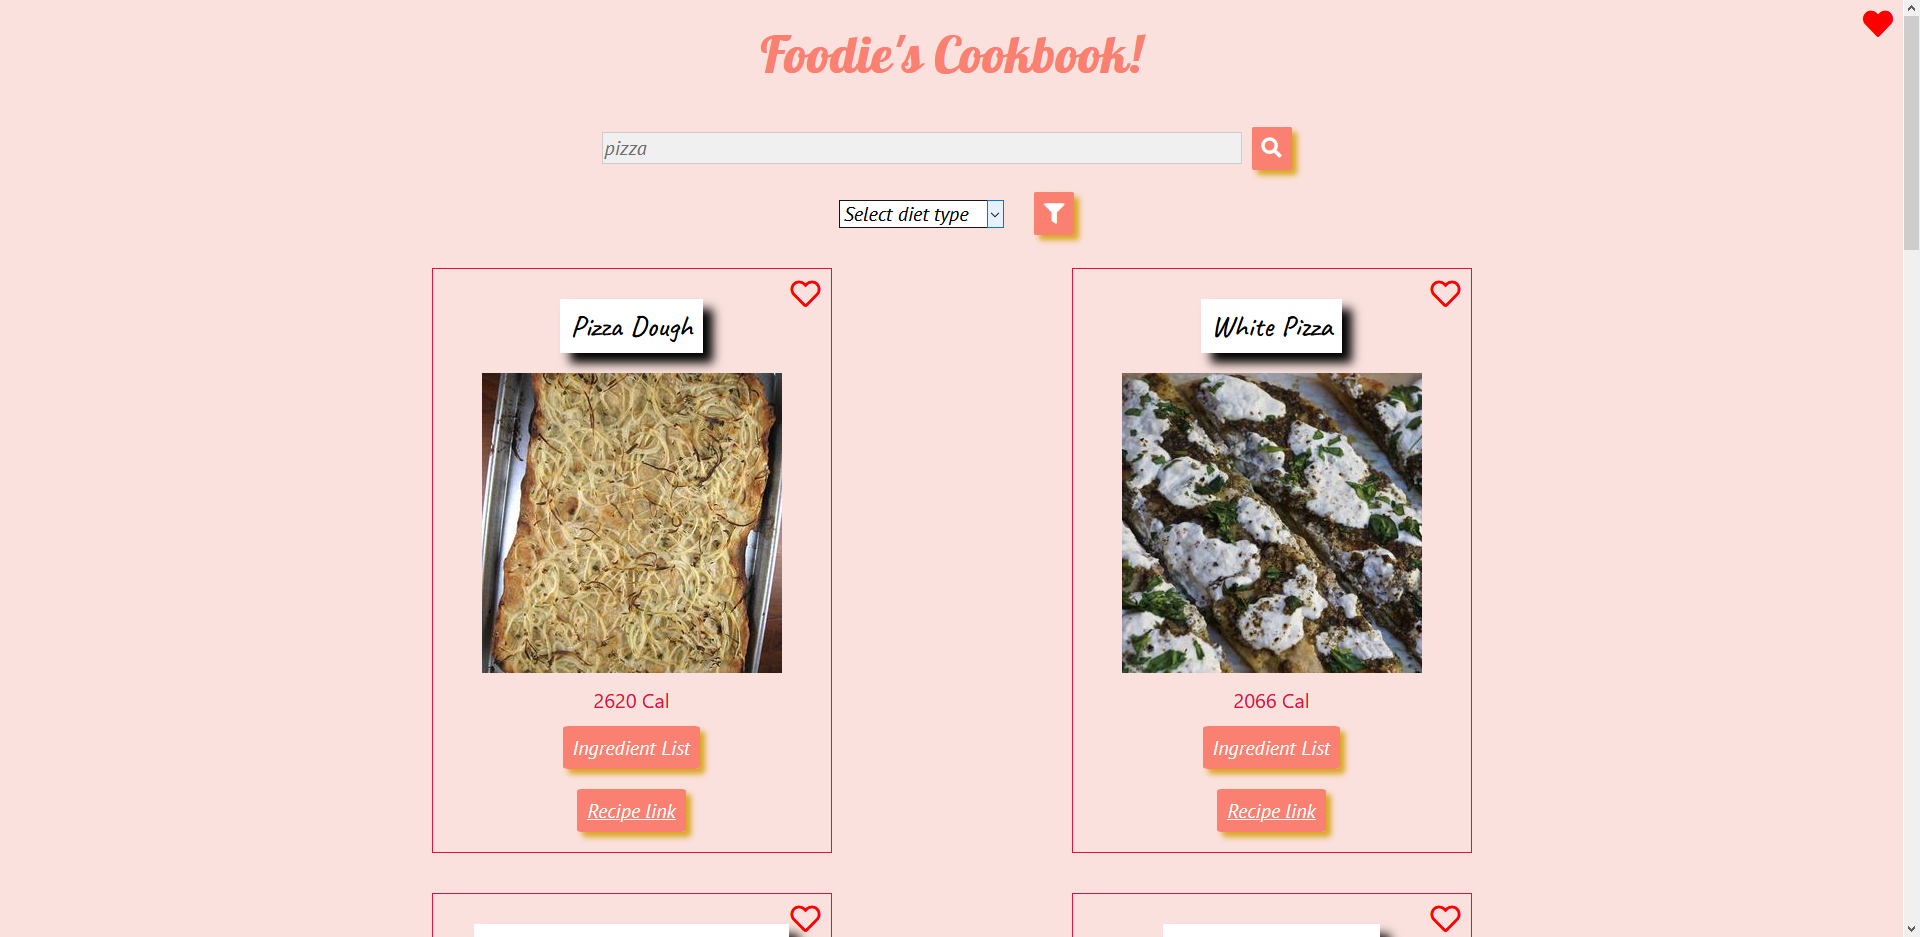 Foodie's Cookbook!
pizza
Select diet type
Pizza Dough
White Pizza
2620 Cal
2066 Cal
Ingredient List
Ingredient List
Recipe link
Recipe link